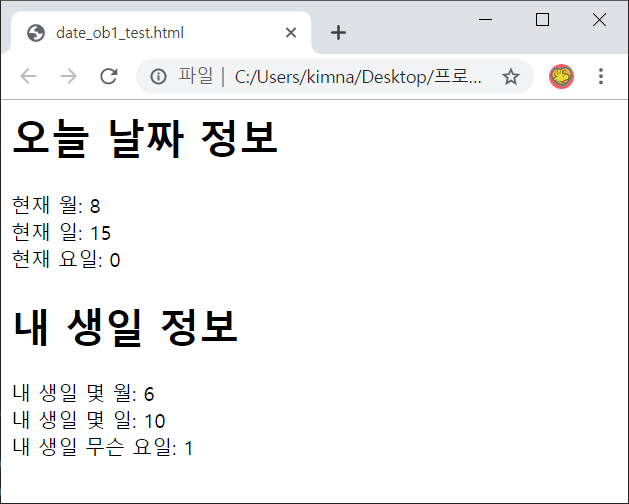 date_ob1_test.html
파일 | C:/Users/kimna/Desktop/프로...
오늘 날짜 정보
현재 월: 8
현재 일: 15
현재 요일: 0
내 생일 정보
내 생일 몇 월: 6
내 생일 몇 일: 10
내 생일 무슨 요일: 1